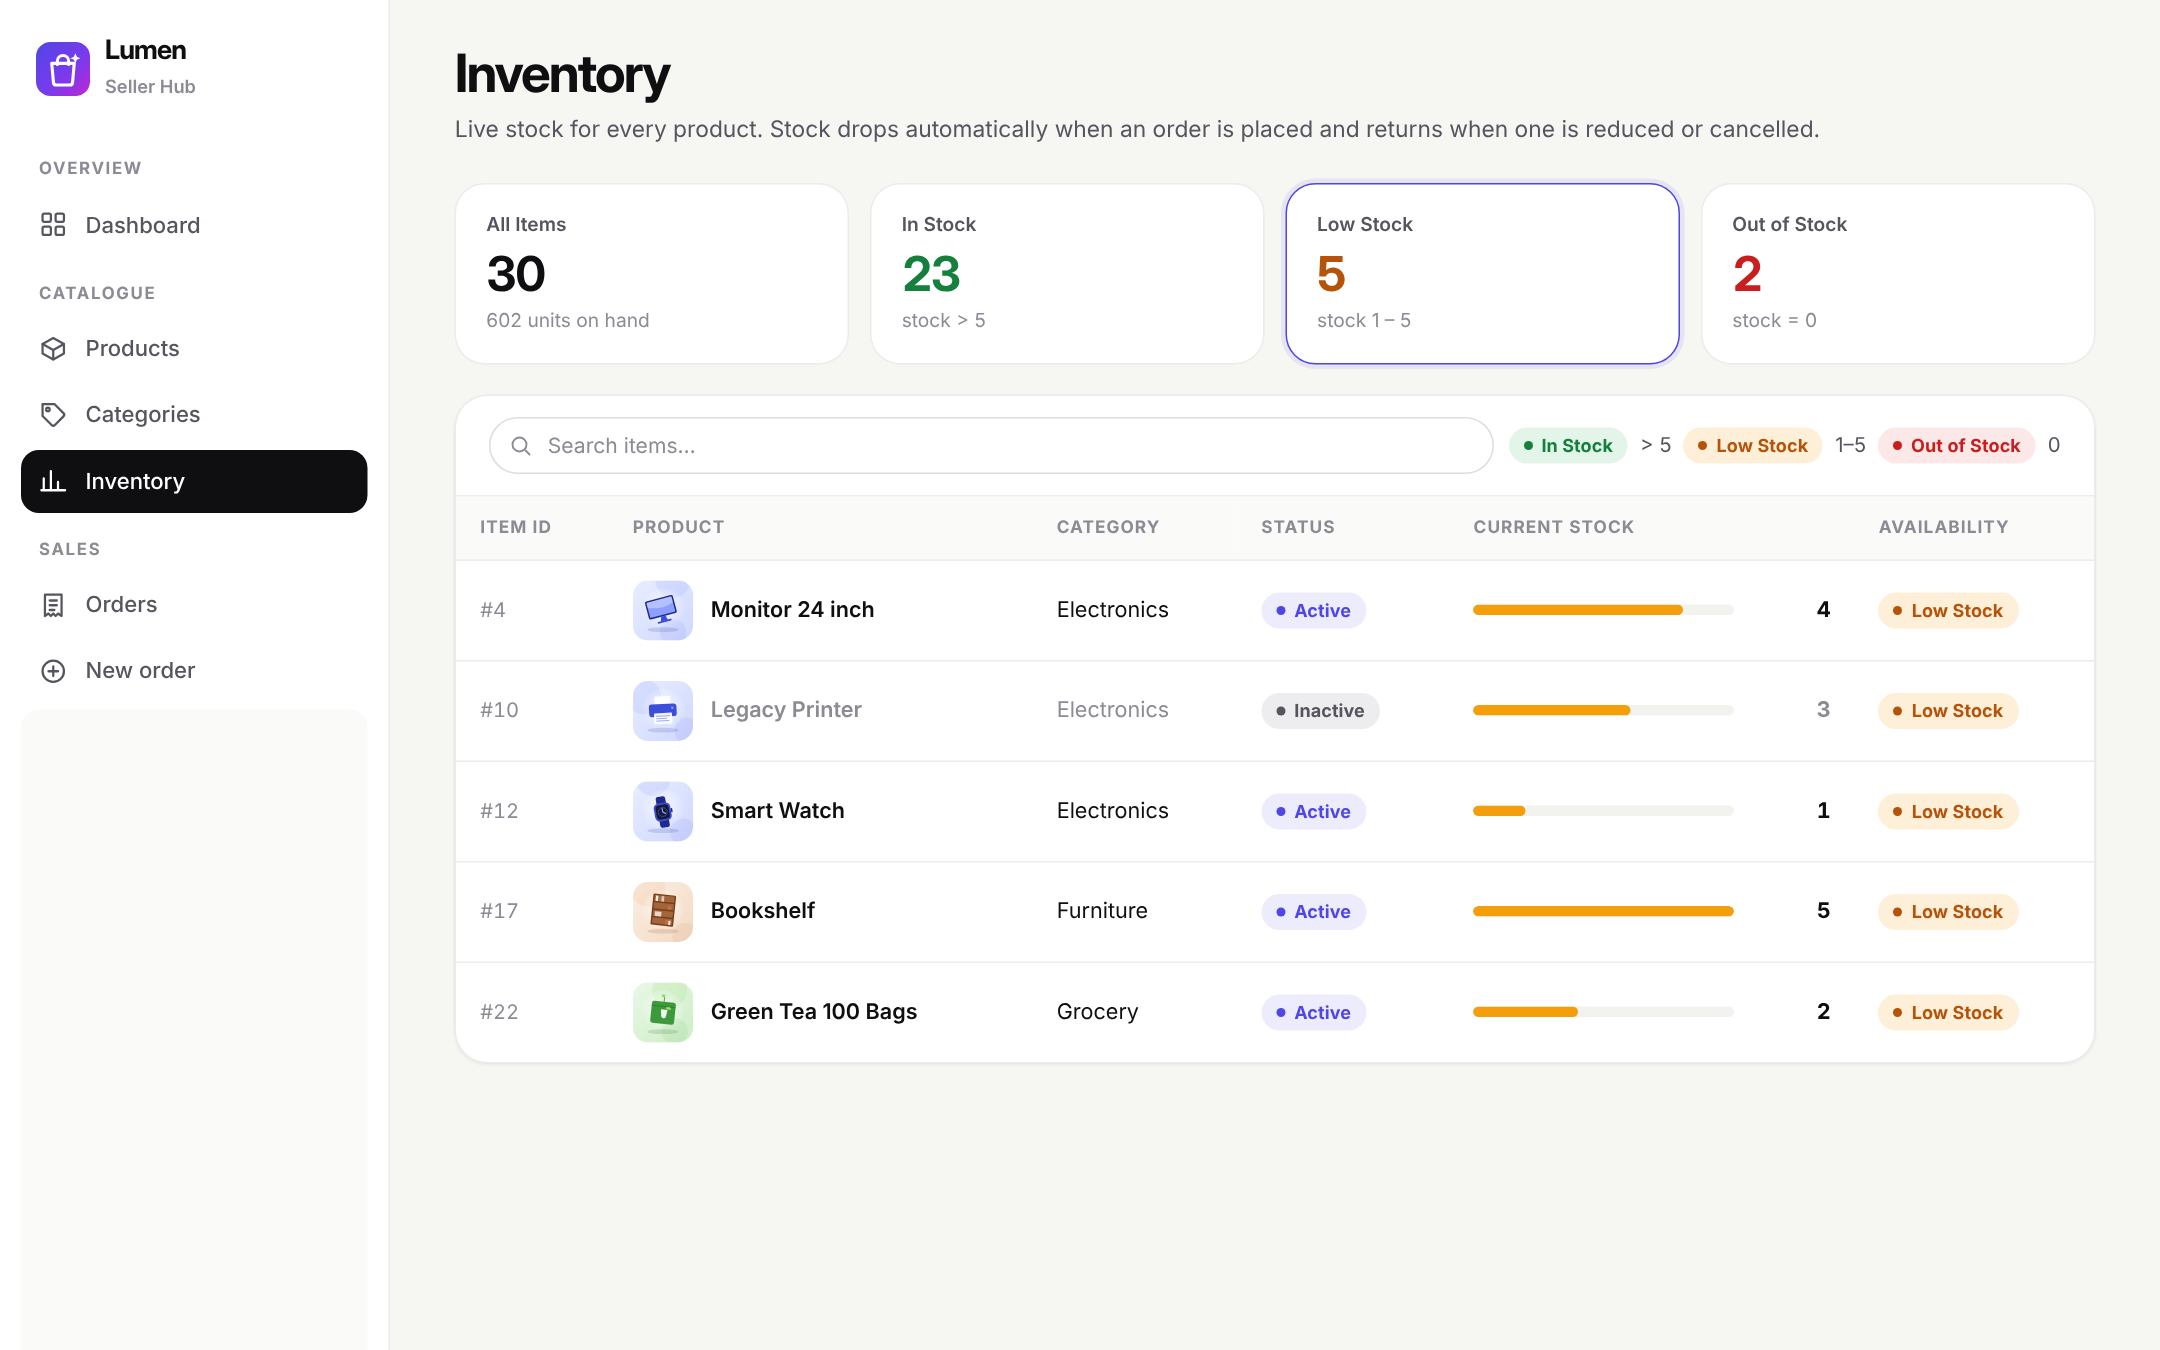 Lumen
Seller Hub
OVERVIEW
Dashboard
CATALOGUE
Products
Categories
Inventory
SALES
Orders
New order
Inventory
Live stock for every product. Stock drops automatically when an order is placed and returns when one is reduced or cancelled.
All Items
30
602 units on hand
In Stock
23
stock > 5
Low Stock
5
stock 1 – 5
Out of Stock
2
stock = 0
Search items... In Stock > 5 Low Stock 1–5 Out of Stock 0
ITEM ID PRODUCT CATEGORY STATUS CURRENT STOCK AVAILABILITY
#4 Monitor 24 inch Electronics Active 4 Low Stock
#10 Legacy Printer Electronics Inactive 3 Low Stock
#12 Smart Watch Electronics Active 1 Low Stock
#17 Bookshelf Furniture Active 5 Low Stock
#22 Green Tea 100 Bags Grocery Active 2 Low Stock